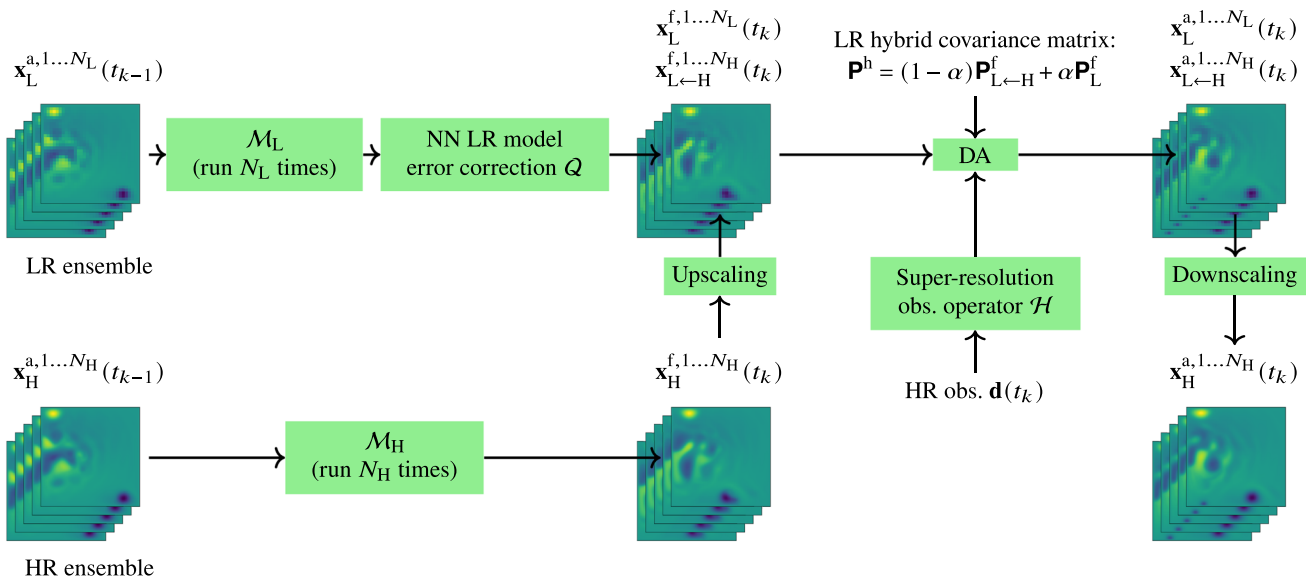 𝐱_L^{a,1…N_L}(t_{k−1})
ℳ_L
(run N_L times)
NN LR model
error correction 𝒬
𝐱_L^{f,1…N_L}(t_k)
𝐱_{L←H}^{f,1…N_H}(t_k)
LR hybrid covariance matrix:
𝐏^h = (1 − α)𝐏_{L←H}^f + α𝐏_L^f
DA
𝐱_L^{a,1…N_L}(t_k)
𝐱_{L←H}^{a,1…N_H}(t_k)
LR ensemble
Upscaling
Super-resolution
obs. operator ℋ
Downscaling
𝐱_H^{a,1…N_H}(t_{k−1})
ℳ_H
(run N_H times)
𝐱_H^{f,1…N_H}(t_k)
HR obs. 𝐝(t_k)
𝐱_H^{a,1…N_H}(t_k)
HR ensemble